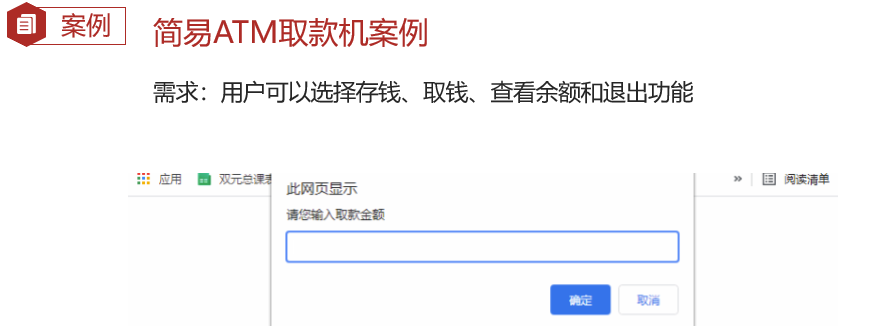 案例
简易ATM取款机案例
需求：用户可以选择存钱、取钱、查看余额和退出功能
应用 双元总课表 » 阅读清单
此网页显示
请您输入取款金额
确定 取消